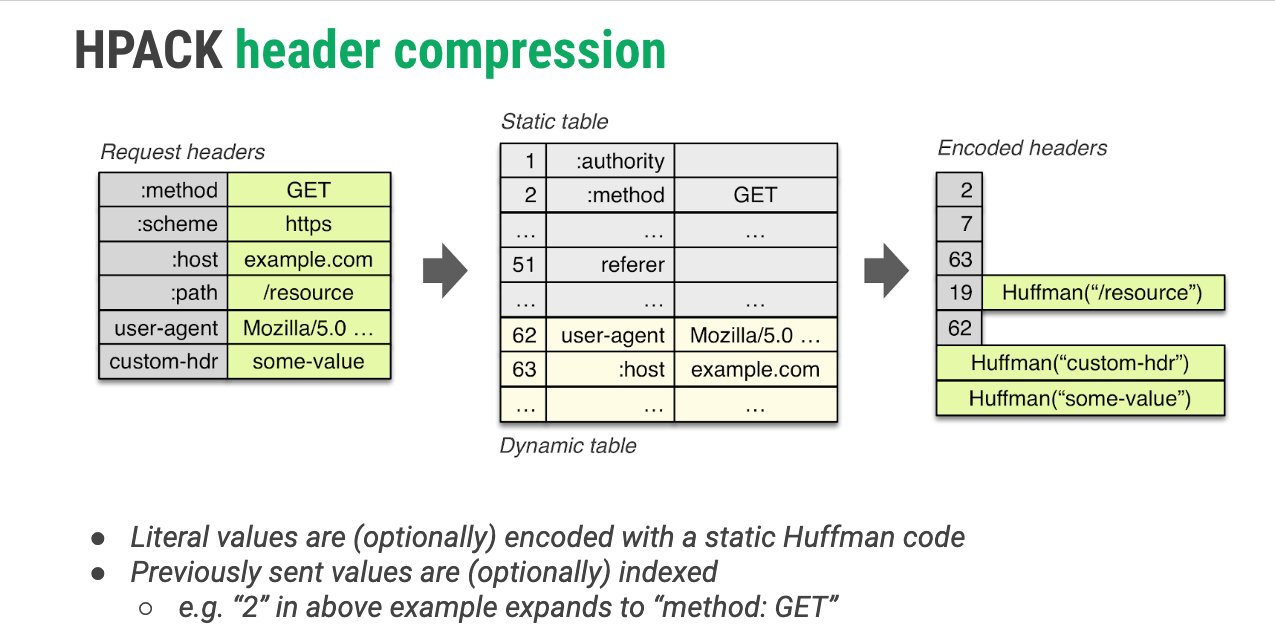 HPACK header compression
Request headers
:method GET
:scheme https
:host example.com
:path /resource
user-agent Mozilla/5.0 ...
custom-hdr some-value
Static table
1 :authority
2 :method GET
... ... ...
51 referer
... ... ...
62 user-agent Mozilla/5.0 ...
63 :host example.com
... ... ...
Dynamic table
Encoded headers
2
7
63
19 Huffman(“/resource”)
62
Huffman(“custom-hdr”)
Huffman(“some-value”)
● Literal values are (optionally) encoded with a static Huffman code
● Previously sent values are (optionally) indexed
○ e.g. “2” in above example expands to “method: GET”